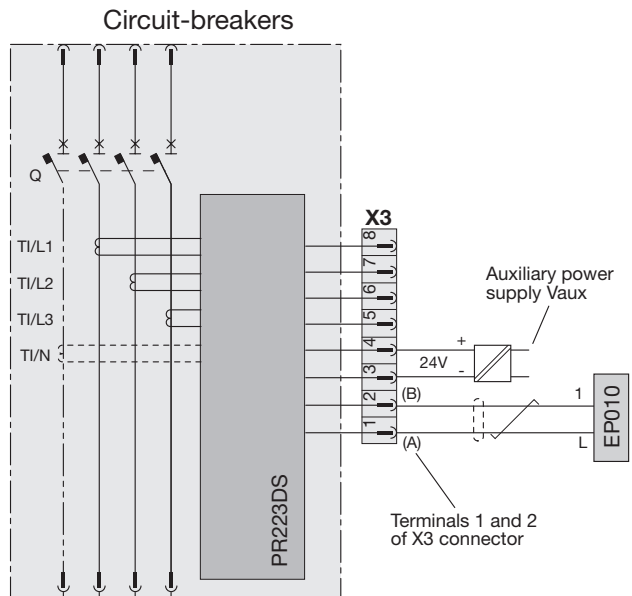 Circuit-breakers
Q
TI/L1
TI/L2
TI/L3
TI/N
PR223DS
X3
8
7
6
5
4
3
2
1
+
24V
-
(B)
(A)
Auxiliary power
supply Vaux
1
L
EP010
Terminals 1 and 2
of X3 connector